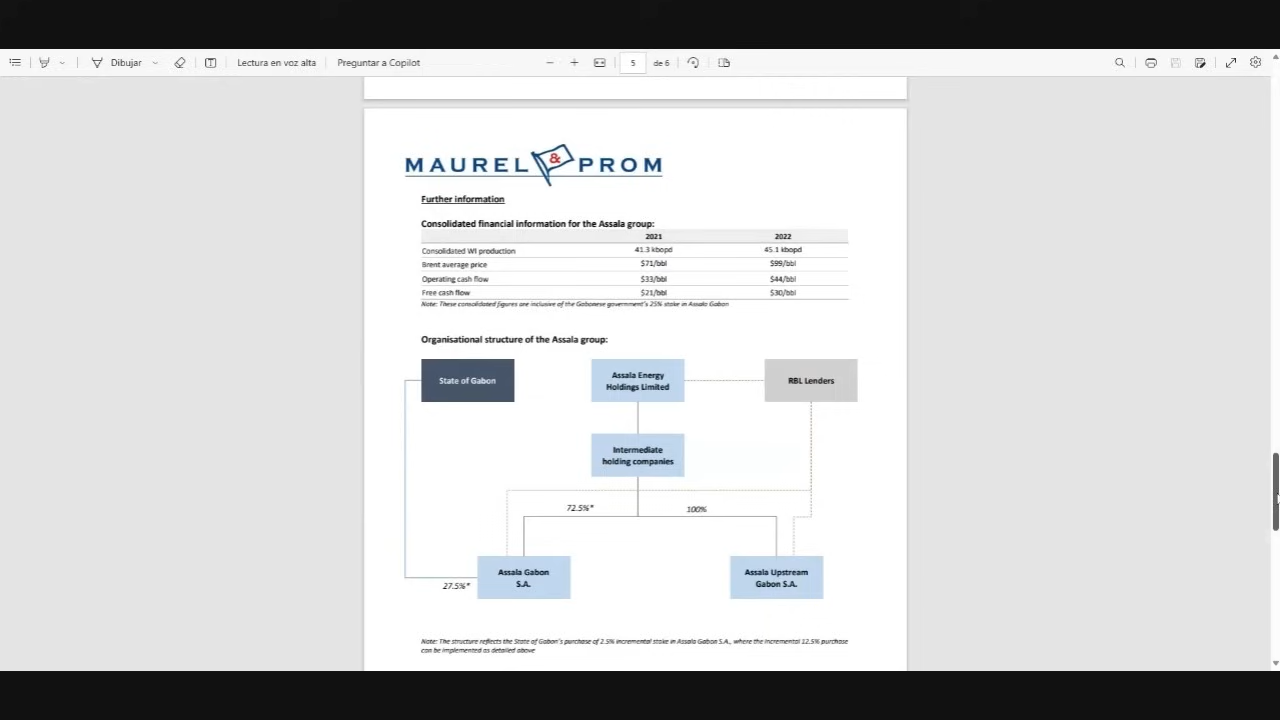 Dibujar Lectura en voz alta Preguntar a Copilot 5 de 6
MAUREL & PROM
Further information
Consolidated financial information for the Assala group:
2021 2022
Consolidated WI production 41.3 kbopd 45.1 kbopd
Brent average price $71/bbl $99/bbl
Operating cash flow $33/bbl $44/bbl
Free cash flow $21/bbl $30/bbl
Note: These consolidated figures are inclusive of the Gabonese government's 25% stake in Assala Gabon
Organisational structure of the Assala group:
State of Gabon
Assala Energy
Holdings Limited
RBL Lenders
Intermediate
holding companies
72.5%* 100%
Assala Gabon
S.A.
Assala Upstream
Gabon S.A.
27.5%*
Note: The structure reflects the State of Gabon's purchase of 2.5% incremental stake in Assala Gabon S.A., where the incremental 12.5% purchase
can be implemented as detailed above